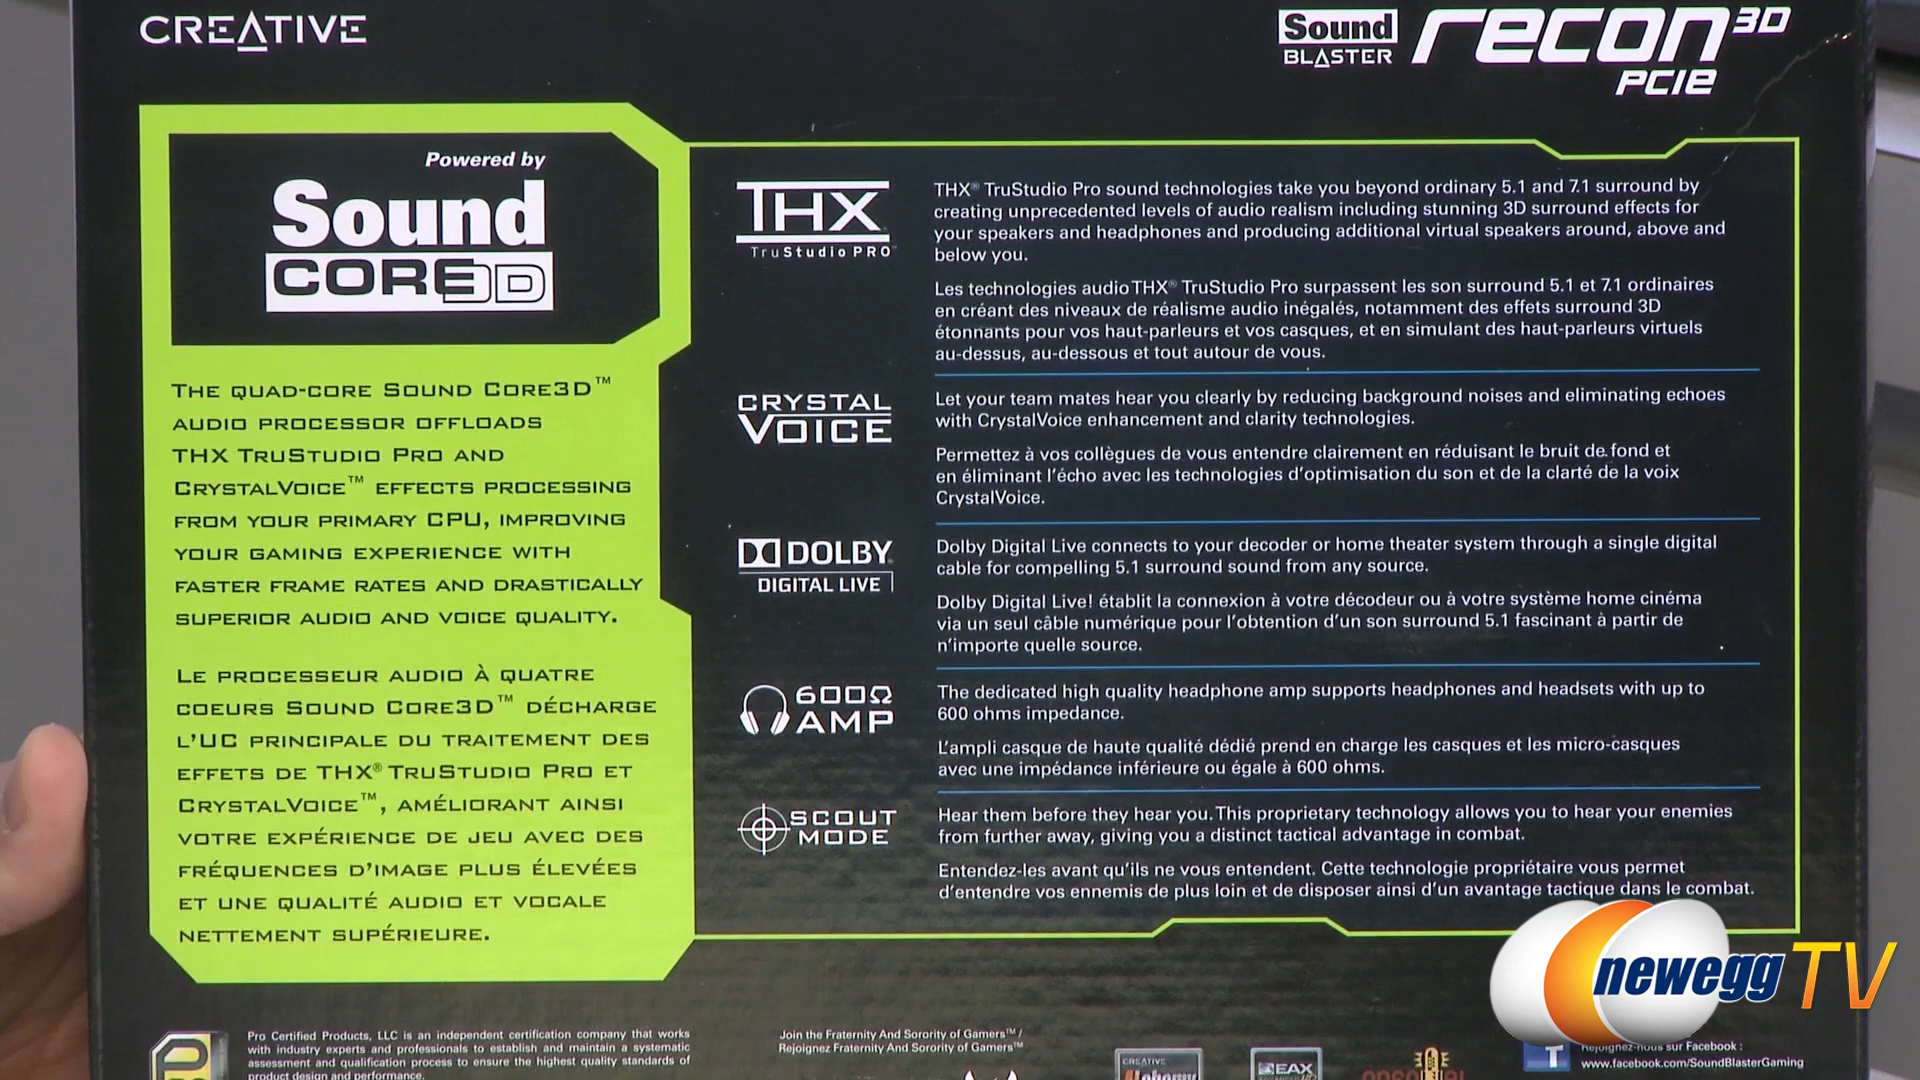 CREATIVE
Sound
BLASTER
recon3D
PCIe
Powered by
Sound
CORE3D
THE QUAD-CORE SOUND CORE3D™
AUDIO PROCESSOR OFFLOADS
THX TRUSTUDIO PRO AND
CRYSTALVOICE™ EFFECTS PROCESSING
FROM YOUR PRIMARY CPU, IMPROVING
YOUR GAMING EXPERIENCE WITH
FASTER FRAME RATES AND DRASTICALLY
SUPERIOR AUDIO AND VOICE QUALITY.
LE PROCESSEUR AUDIO À QUATRE
COEURS SOUND CORE3D™ DÉCHARGE
L'UC PRINCIPALE DU TRAITEMENT DES
EFFETS DE THX® TRUSTUDIO PRO ET
CRYSTALVOICE™, AMÉLIORANT AINSI
VOTRE EXPÉRIENCE DE JEU AVEC DES
FRÉQUENCES D'IMAGE PLUS ÉLEVÉES
ET UNE QUALITÉ AUDIO ET VOCALE
NETTEMENT SUPÉRIEURE.
THX
TruStudio PRO™
THX® TruStudio Pro sound technologies take you beyond ordinary 5.1 and 7.1 surround by
creating unprecedented levels of audio realism including stunning 3D surround effects for
your speakers and headphones and producing additional virtual speakers around, above and
below you.
Les technologies audio THX® TruStudio Pro surpassent les son surround 5.1 et 7.1 ordinaires
en créant des niveaux de réalisme audio inégalés, notamment des effets surround 3D
étonnants pour vos haut-parleurs et vos casques, et en simulant des haut-parleurs virtuels
au-dessus, au-dessous et tout autour de vous.
CRYSTAL
VOICE
Let your team mates hear you clearly by reducing background noises and eliminating echoes
with CrystalVoice enhancement and clarity technologies.
Permettez à vos collègues de vous entendre clairement en réduisant le bruit de fond et
en éliminant l'écho avec les technologies d'optimisation du son et de la clarté de la voix
CrystalVoice.
DOLBY
DIGITAL LIVE
Dolby Digital Live connects to your decoder or home theater system through a single digital
cable for compelling 5.1 surround sound from any source.
Dolby Digital Live! établit la connexion à votre décodeur ou à votre système home cinéma
via un seul câble numérique pour l'obtention d'un son surround 5.1 fascinant à partir de
n'importe quelle source.
600Ω
AMP
The dedicated high quality headphone amp supports headphones and headsets with up to
600 ohms impedance.
L'ampli casque de haute qualité dédié prend en charge les casques et les micro-casques
avec une impédance inférieure ou égale à 600 ohms.
SCOUT
MODE
Hear them before they hear you. This proprietary technology allows you to hear your enemies
from further away, giving you a distinct tactical advantage in combat.
Entendez-les avant qu'ils ne vous entendent. Cette technologie propriétaire vous permet
d'entendre vos ennemis de plus loin et de disposer ainsi d'un avantage tactique dans le combat.
newegg TV
Pro Certified Products, LLC is an independent certification company that works
with industry experts and professionals to establish and maintain a systematic
assessment and qualification process to ensure the highest quality standards of
product design and performance.
Join the Fraternity And Sorority of Gamers™ /
Rejoignez Fraternity And Sorority of Gamers™
CREATIVE
Alchemy
EAX
Rejoignez-nous sur Facebook :
www.facebook.com/SoundBlasterGaming